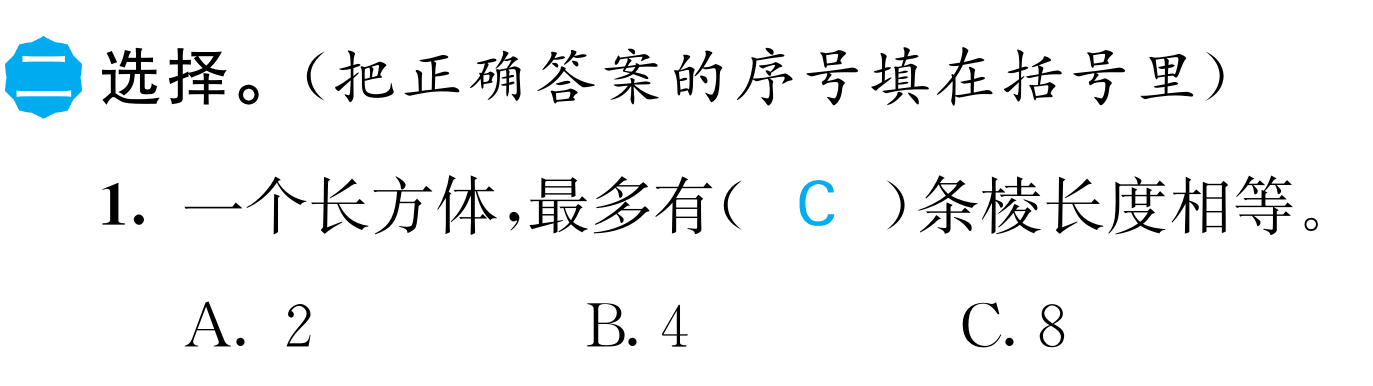 二 选择。(把正确答案的序号填在括号里)
1. 一个长方体,最多有( C )条棱长度相等。
A. 2 B. 4 C. 8